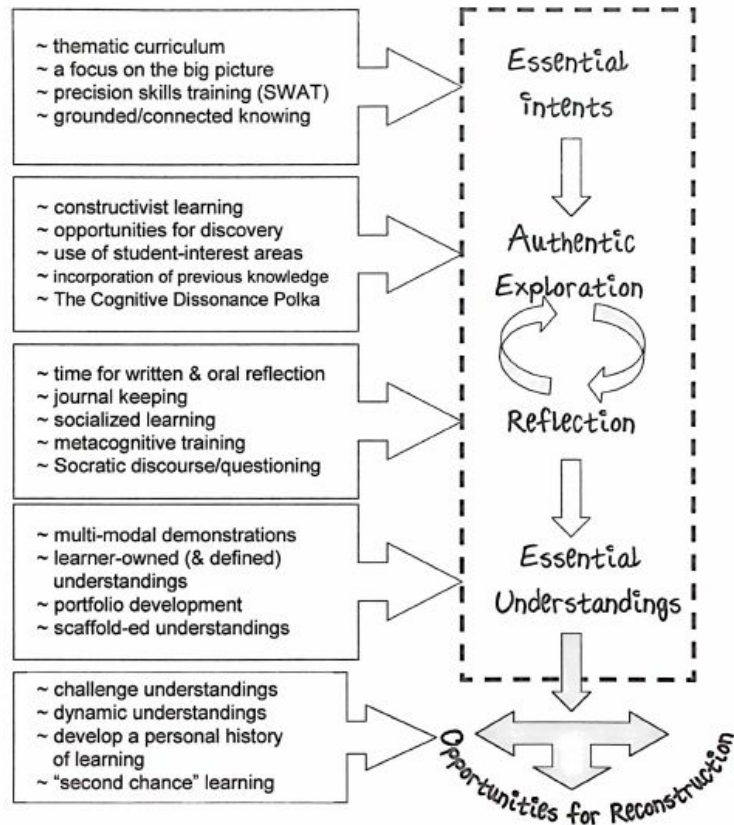 ~ thematic curriculum
~ a focus on the big picture
~ precision skills training (SWAT)
~ grounded/connected knowing
Essential
intents
~ constructivist learning
~ opportunities for discovery
~ use of student-interest areas
~ incorporation of previous knowledge
~ The Cognitive Dissonance Polka
Authentic
Exploration
~ time for written & oral reflection
~ journal keeping
~ socialized learning
~ metacognitive training
~ Socratic discourse/questioning
Reflection
~ multi-modal demonstrations
~ learner-owned (& defined)
understandings
~ portfolio development
~ scaffold-ed understandings
Essential
Understandings
~ challenge understandings
~ dynamic understandings
~ develop a personal history
of learning
~ “second chance” learning
Opportunities for Reconstruction